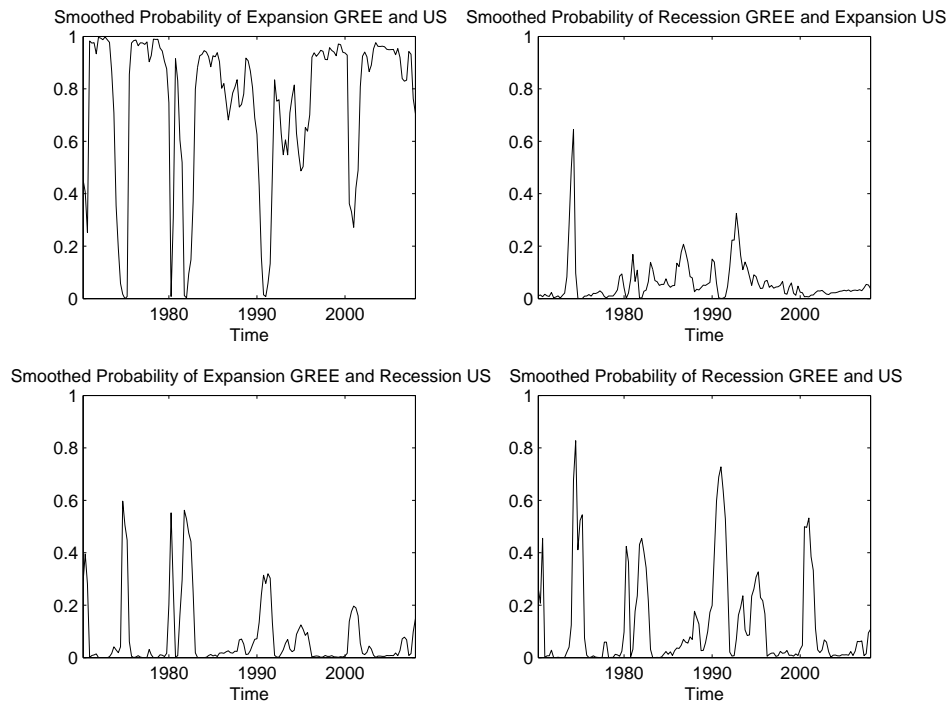 Smoothed Probability of Expansion GREE and US
1
0.8
0.6
0.4
0.2
0
1980 1990 2000
Time
Smoothed Probability of Recession GREE and Expansion US
1
0.8
0.6
0.4
0.2
0
1980 1990 2000
Time
Smoothed Probability of Expansion GREE and Recession US
1
0.8
0.6
0.4
0.2
0
1980 1990 2000
Time
Smoothed Probability of Recession GREE and US
1
0.8
0.6
0.4
0.2
0
1980 1990 2000
Time